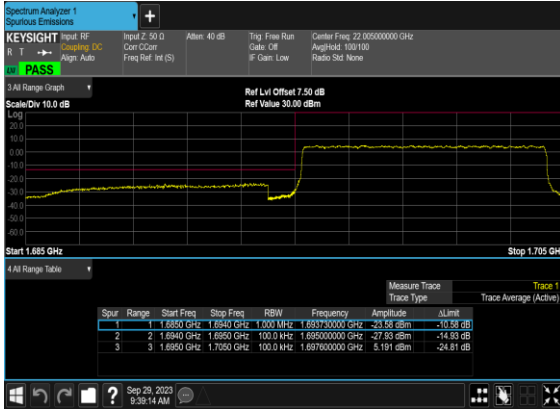 Spectrum Analyzer 1
Spurious Emissions
+
KEYSIGHT
R T
LXI PASS
Input: RF
Coupling: DC
Align: Auto
Input Z: 50 Ω
Corr CCorr
Freq Ref: Int (S)
Atten: 40 dB
Trig: Free Run
Gate: Off
IF Gain: Low
Center Freq: 22.005000000 GHz
Avg|Hold: 100/100
Radio Std: None
3 All Range Graph
Scale/Div 10.0 dB
Ref Lvl Offset 7.50 dB
Ref Value 30.00 dBm
Log
20.0
10.0
0.00
-10.0
-20.0
-30.0
-40.0
-50.0
-60.0
Start 1.685 GHz
Stop 1.705 GH
4 All Range Table
Measure Trace Trace 1
Trace Type Trace Average (Active)
Spur Range Start Freq Stop Freq RBW Frequency Amplitude ΔLimit
1 1 1.6850 GHz 1.6940 GHz 1.000 MHz 1.693730000 GHz -23.58 dBm -10.58 dB
2 2 1.6940 GHz 1.6950 GHz 100.0 kHz 1.695000000 GHz -27.93 dBm -14.93 dB
3 3 1.6950 GHz 1.7050 GHz 100.0 kHz 1.697600000 GHz 5.191 dBm -24.81 dB
?
Sep 29, 2023
9:39:14 AM